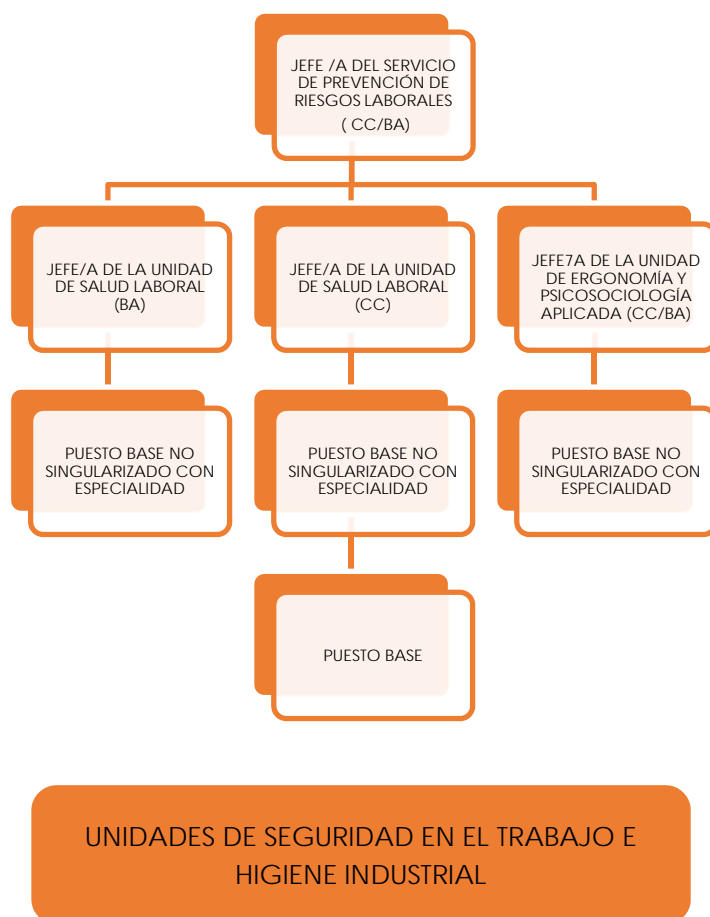 JEFE /A DEL SERVICIO
DE PREVENCIÓN DE
RIESGOS LABORALES
( CC/BA)
JEFE/A DE LA UNIDAD
DE SALUD LABORAL
(BA)
JEFE/A DE LA UNIDAD
DE SALUD LABORAL
(CC)
JEFE7A DE LA UNIDAD
DE ERGONOMÍA Y
PSICOSOCIOLOGÍA
APLICADA (CC/BA)
PUESTO BASE NO
SINGULARIZADO CON
ESPECIALIDAD
PUESTO BASE NO
SINGULARIZADO CON
ESPECIALIDAD
PUESTO BASE NO
SINGULARIZADO CON
ESPECIALIDAD
PUESTO BASE
UNIDADES DE SEGURIDAD EN EL TRABAJO E
HIGIENE INDUSTRIAL